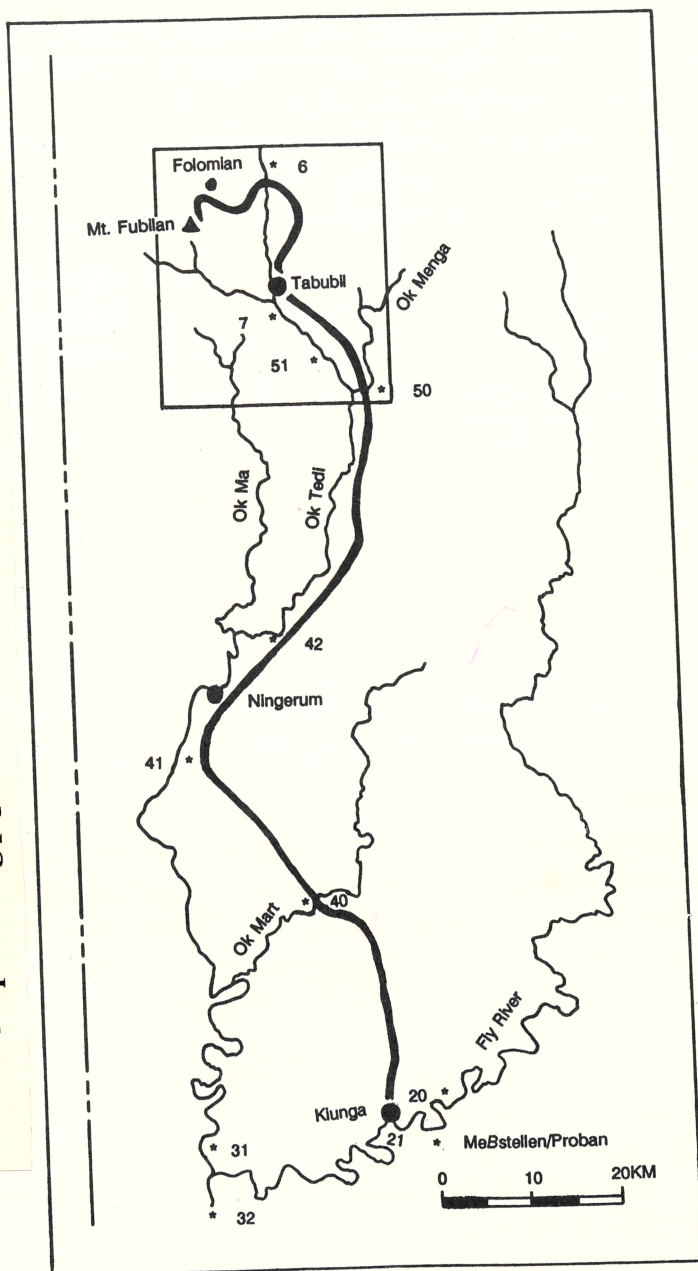 Folomian
6
Mt. Fubilan
Tabubil
Ok Menga
7
51
50
Ok Ma
Ok Tedi
42
Ningerum
41
40
Ok Mart
Fly River
20
Kiunga
21
MeBstellen/Proban
31
0 10 20KM
32